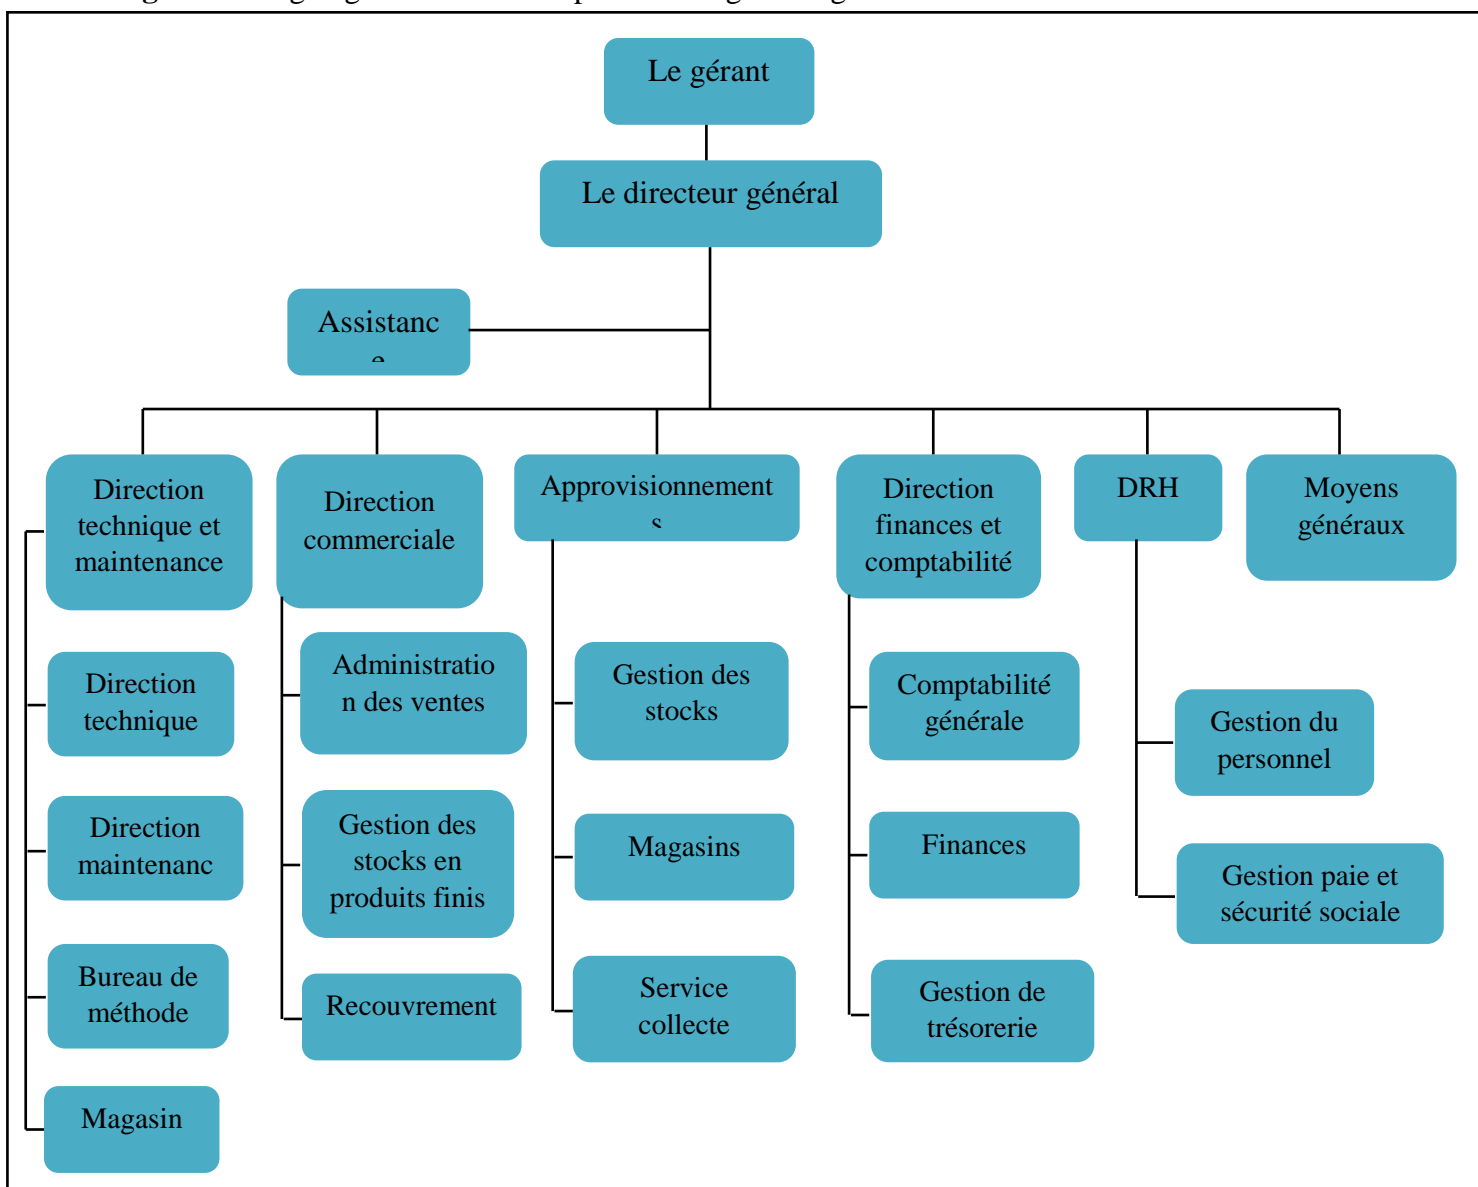 Le gérant
Le directeur général
Assistanc
e
Direction
technique et
maintenance
Direction
commerciale
Approvisionnement
s
Direction
finances et
comptabilité
DRH
Moyens
généraux
Direction
technique
Direction
maintenanc
Bureau de
méthode
Magasin
Administratio
n des ventes
Gestion des
stocks en
produits finis
Recouvrement
Gestion des
stocks
Magasins
Service
collecte
Comptabilité
générale
Finances
Gestion de
trésorerie
Gestion du
personnel
Gestion paie et
sécurité sociale